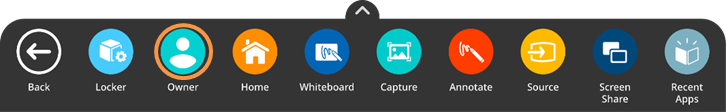 Back
Locker
Owner
Home
Whiteboard
Capture
Annotate
Source
Screen
Share
Recent
Apps